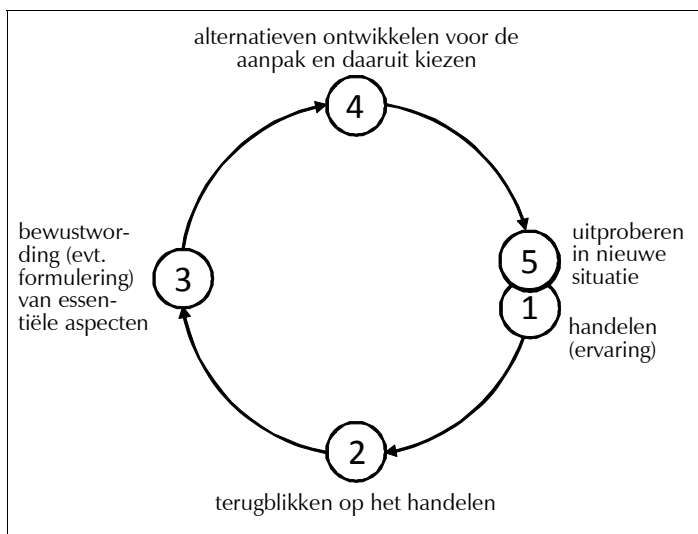 alternatieven ontwikkelen voor de
aanpak en daaruit kiezen
4
bewustwor-
ding (evt.
formulering)
van essen-
tiële aspecten
3
5
uitproberen
in nieuwe
situatie
1
handelen
(ervaring)
2
terugblikken op het handelen